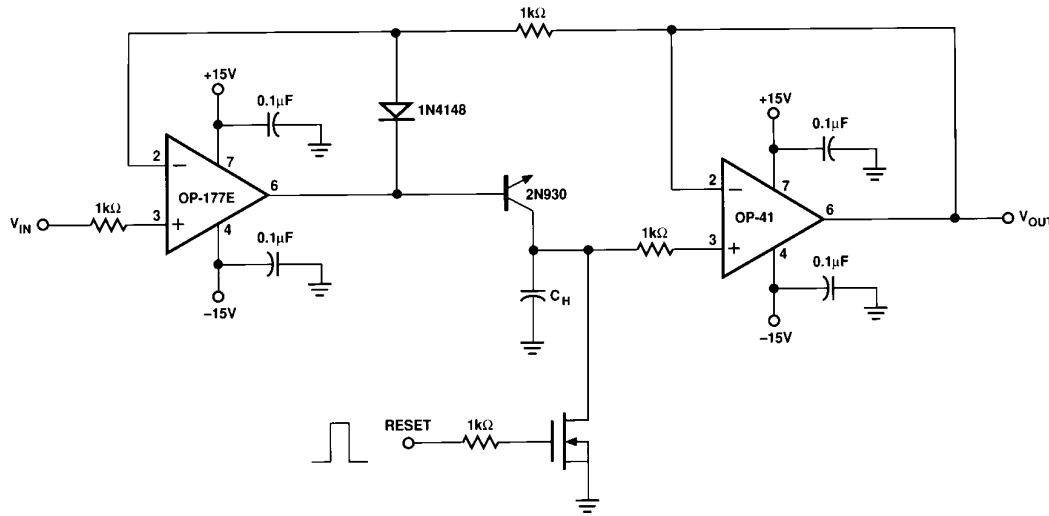 1kΩ
+15V
0.1μF
1N4148
2
7
6
OP-177E
2N930
V_IN
1kΩ
3
4
0.1μF
–15V
+15V
0.1μF
2
7
6
OP-41
V_OUT
1kΩ
3
4
0.1μF
–15V
C_H
RESET
1kΩ
–
+
–
+